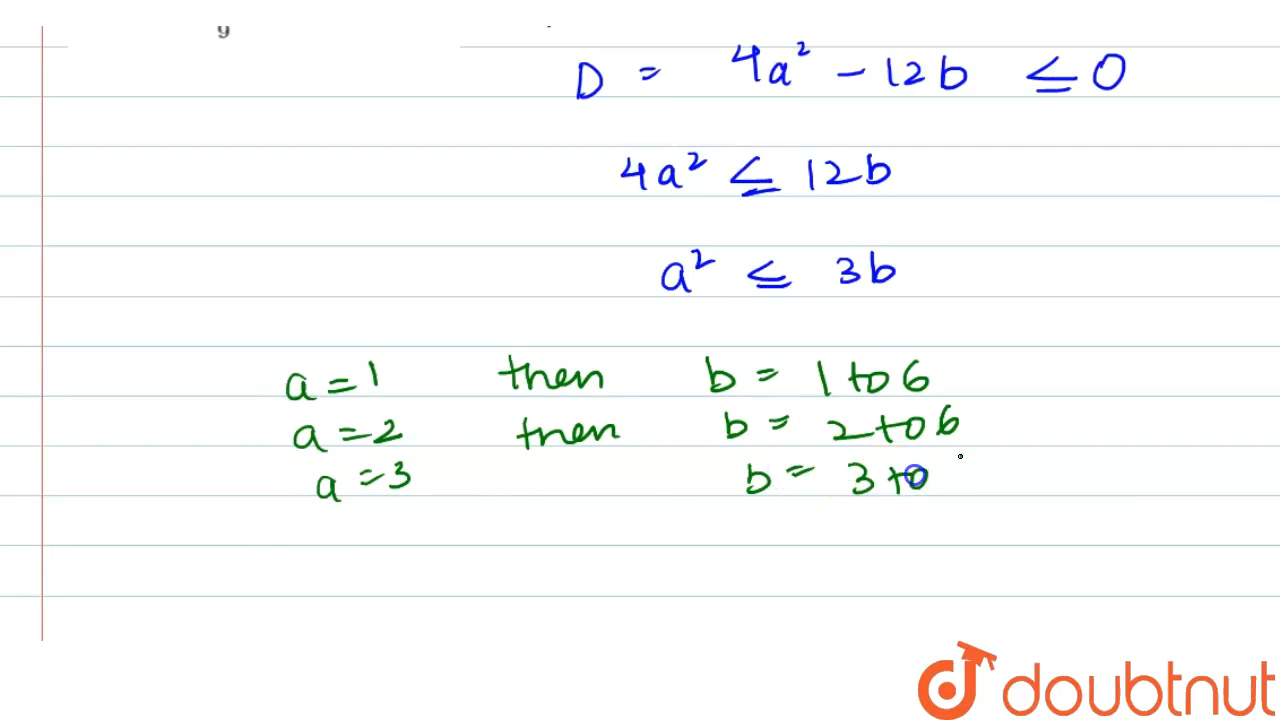 D = 4a² - 12b ≤ 0
4a² ≤ 12b
a² ≤ 3b
a = 1 then b = 1 to 6
a = 2 then b = 2 to 6
a = 3 b = 3 to
doubtnut